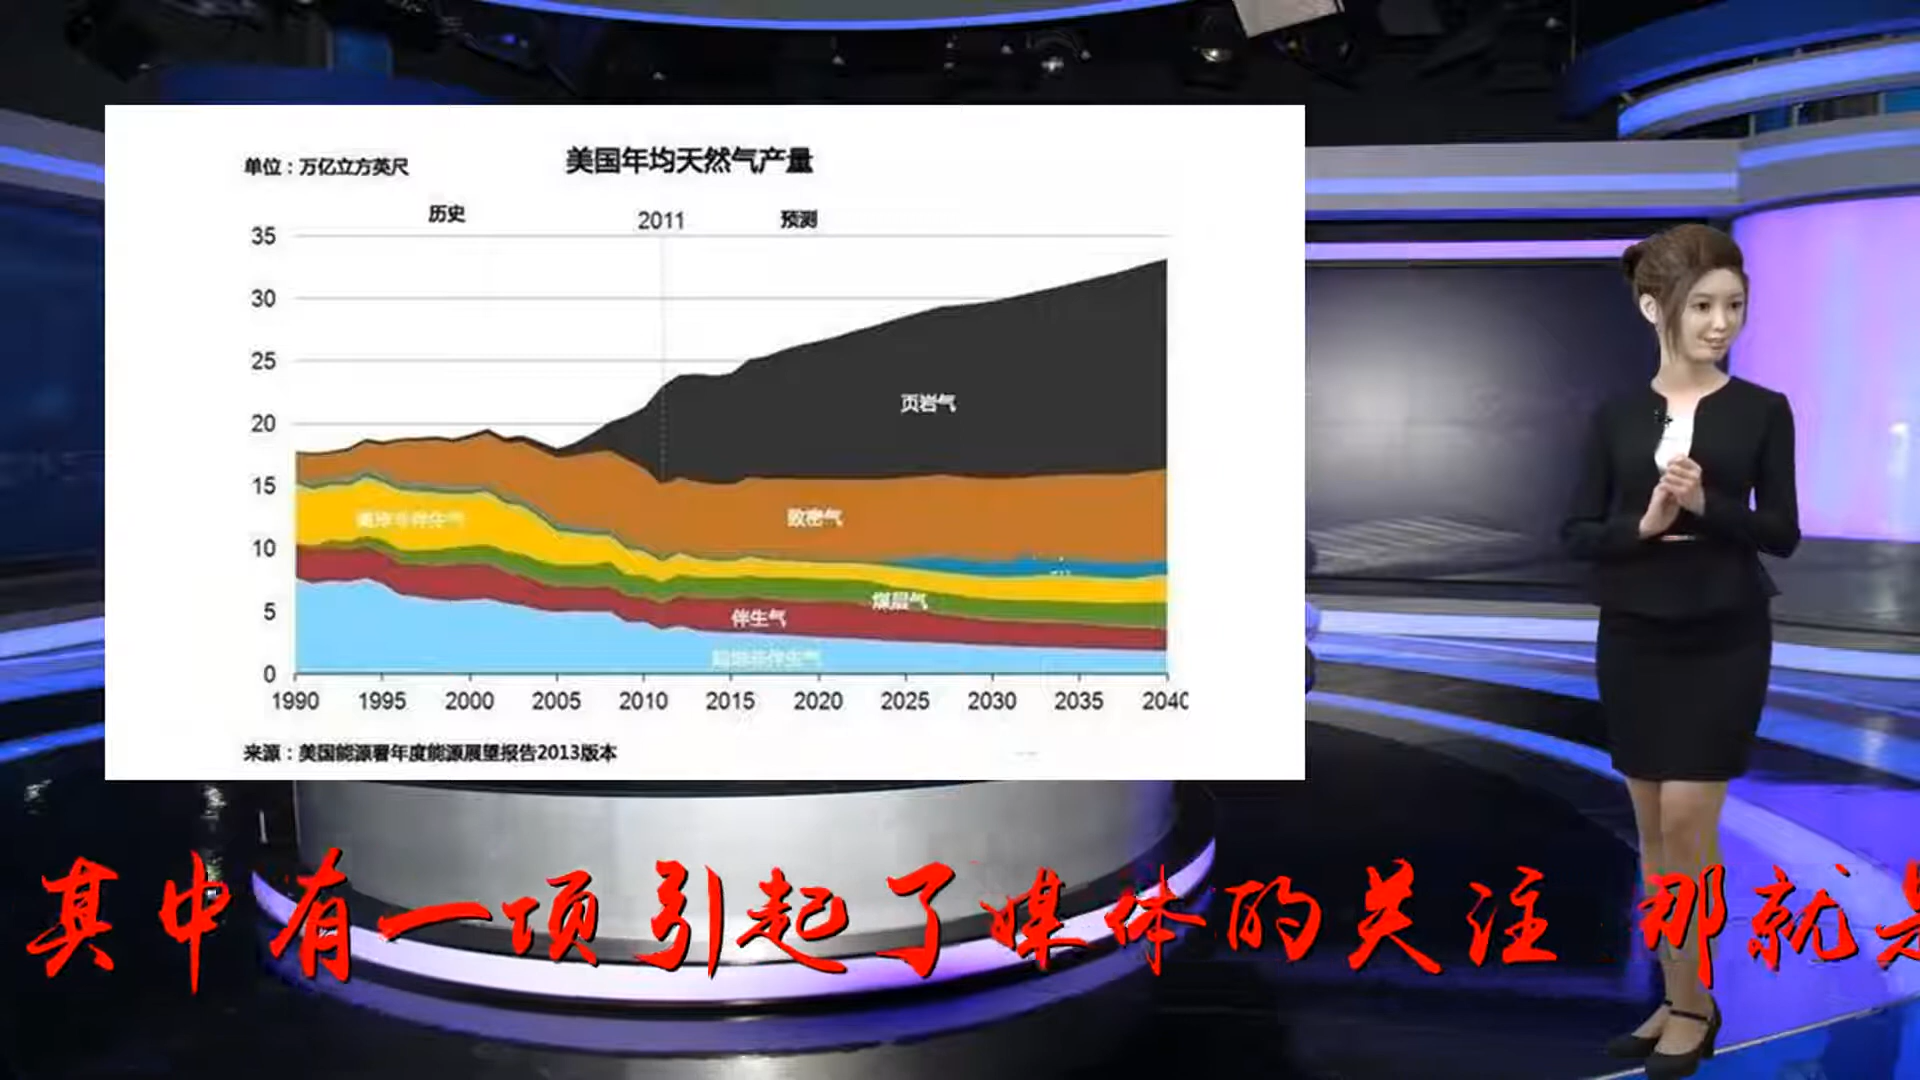 美国年均天然气产量
单位：万亿立方英尺
历史
2011
预测
35
30
25
20
15
10
5
0
页岩气
致密气
煤层气
伴生气
1990 1995 2000 2005 2010 2015 2020 2025 2030 2035 2040
来源：美国能源署年度能源展望报告2013版本
其中有一项引起了媒体的关注 那就是